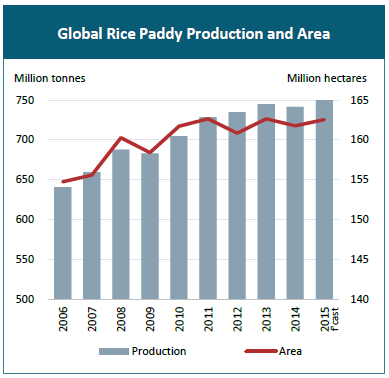 Global Rice Paddy Production and Area
Million tonnes Million hectares
750 165
700 160
650 155
600 150
550 145
500 140
2006 2007 2008 2009 2010 2011 2012 2013 2014 2015 f'cast
Production Area